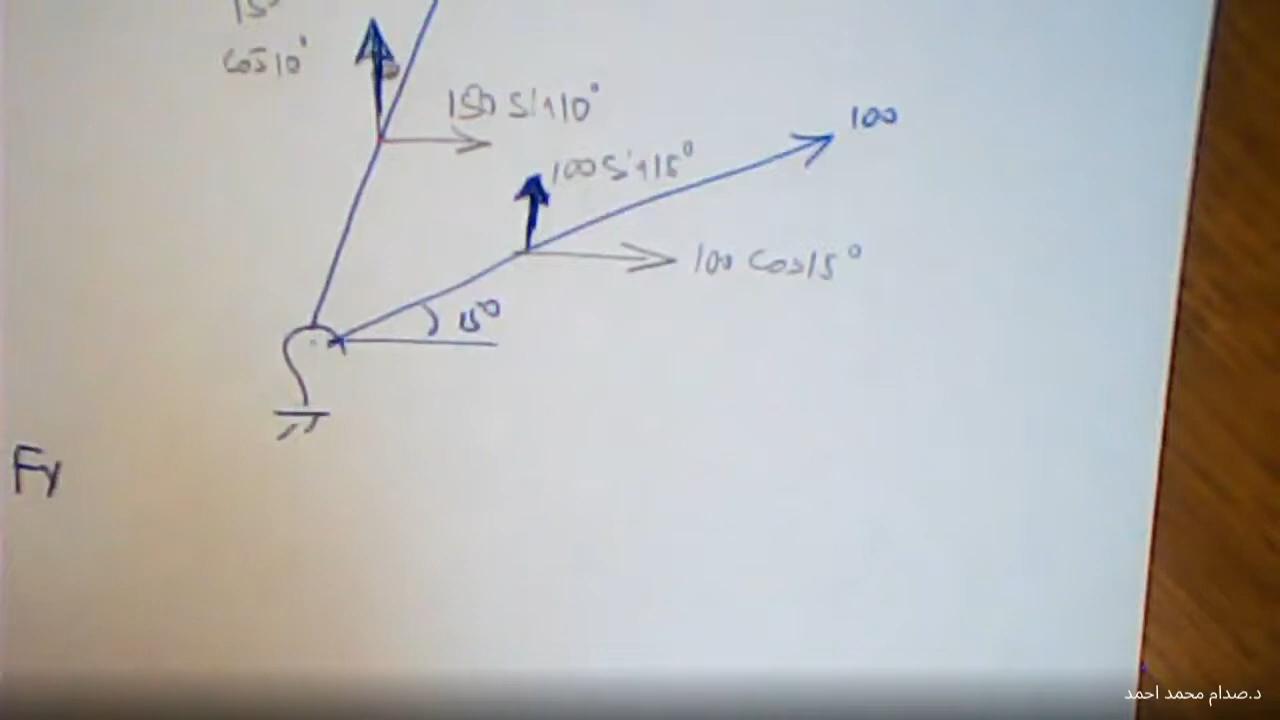 cos10°
150 sin10°
100
100 sin15°
100 cos15°
15°
Fy
د.صدام محمد احمد